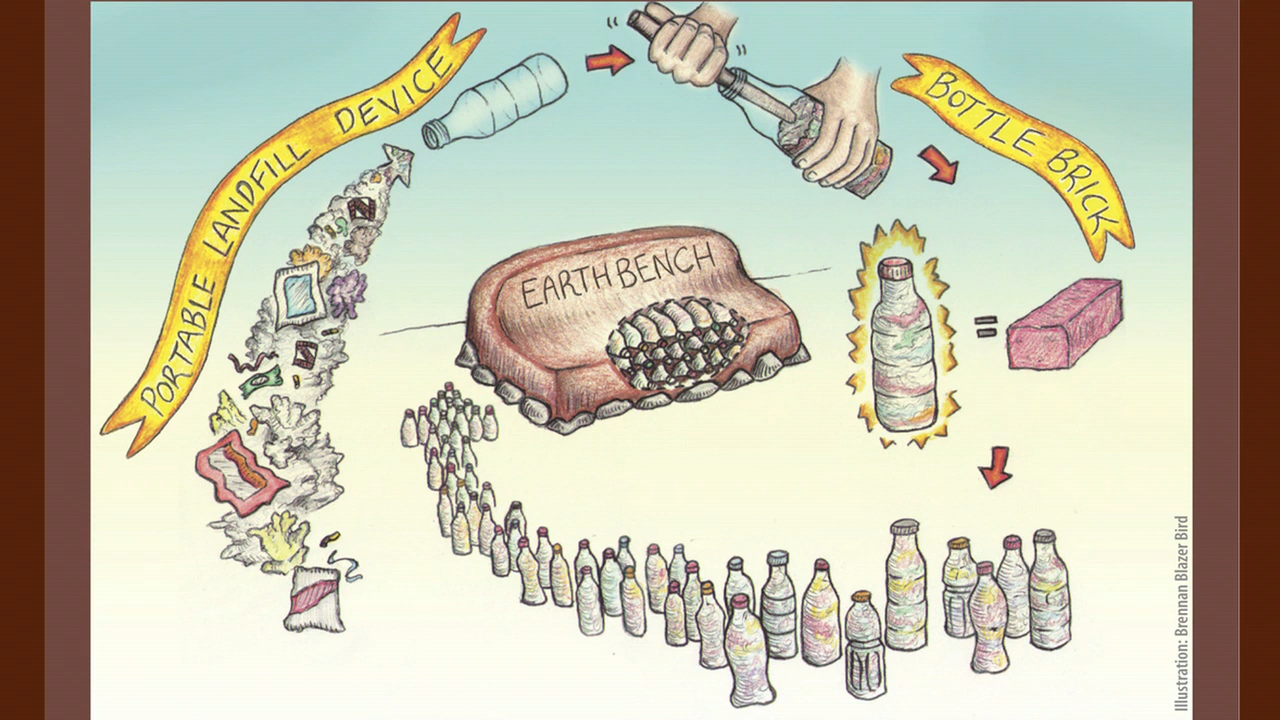 PORTABLE LANDFILL DEVICE
BOTTLE BRICK
EARTHBENCH
=
Illustration: Brennan Blazer Bird